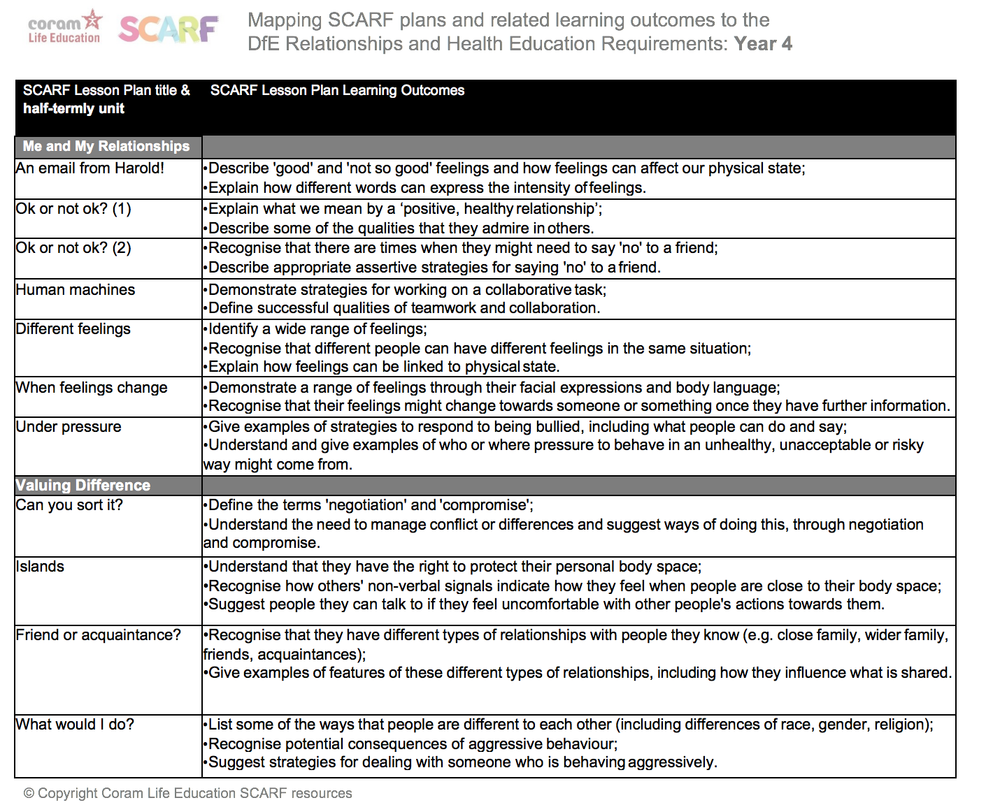 coram
Life Education
SCARF
Mapping SCARF plans and related learning outcomes to the
DfE Relationships and Health Education Requirements: Year 4
SCARF Lesson Plan title &
half-termly unit
SCARF Lesson Plan Learning Outcomes
Me and My Relationships
An email from Harold!
•Describe 'good' and 'not so good' feelings and how feelings can affect our physical state;
•Explain how different words can express the intensity of feelings.
Ok or not ok? (1)
•Explain what we mean by a ‘positive, healthy relationship’;
•Describe some of the qualities that they admire in others.
Ok or not ok? (2)
•Recognise that there are times when they might need to say 'no' to a friend;
•Describe appropriate assertive strategies for saying 'no' to a friend.
Human machines
•Demonstrate strategies for working on a collaborative task;
•Define successful qualities of teamwork and collaboration.
Different feelings
•Identify a wide range of feelings;
•Recognise that different people can have different feelings in the same situation;
•Explain how feelings can be linked to physical state.
When feelings change
•Demonstrate a range of feelings through their facial expressions and body language;
•Recognise that their feelings might change towards someone or something once they have further information.
Under pressure
•Give examples of strategies to respond to being bullied, including what people can do and say;
•Understand and give examples of who or where pressure to behave in an unhealthy, unacceptable or risky
way might come from.
Valuing Difference
Can you sort it?
•Define the terms 'negotiation' and 'compromise';
•Understand the need to manage conflict or differences and suggest ways of doing this, through negotiation
and compromise.
Islands
•Understand that they have the right to protect their personal body space;
•Recognise how others' non-verbal signals indicate how they feel when people are close to their body space;
•Suggest people they can talk to if they feel uncomfortable with other people's actions towards them.
Friend or acquaintance?
•Recognise that they have different types of relationships with people they know (e.g. close family, wider family,
friends, acquaintances);
•Give examples of features of these different types of relationships, including how they influence what is shared.
What would I do?
•List some of the ways that people are different to each other (including differences of race, gender, religion);
•Recognise potential consequences of aggressive behaviour;
•Suggest strategies for dealing with someone who is behaving aggressively.
© Copyright Coram Life Education SCARF resources